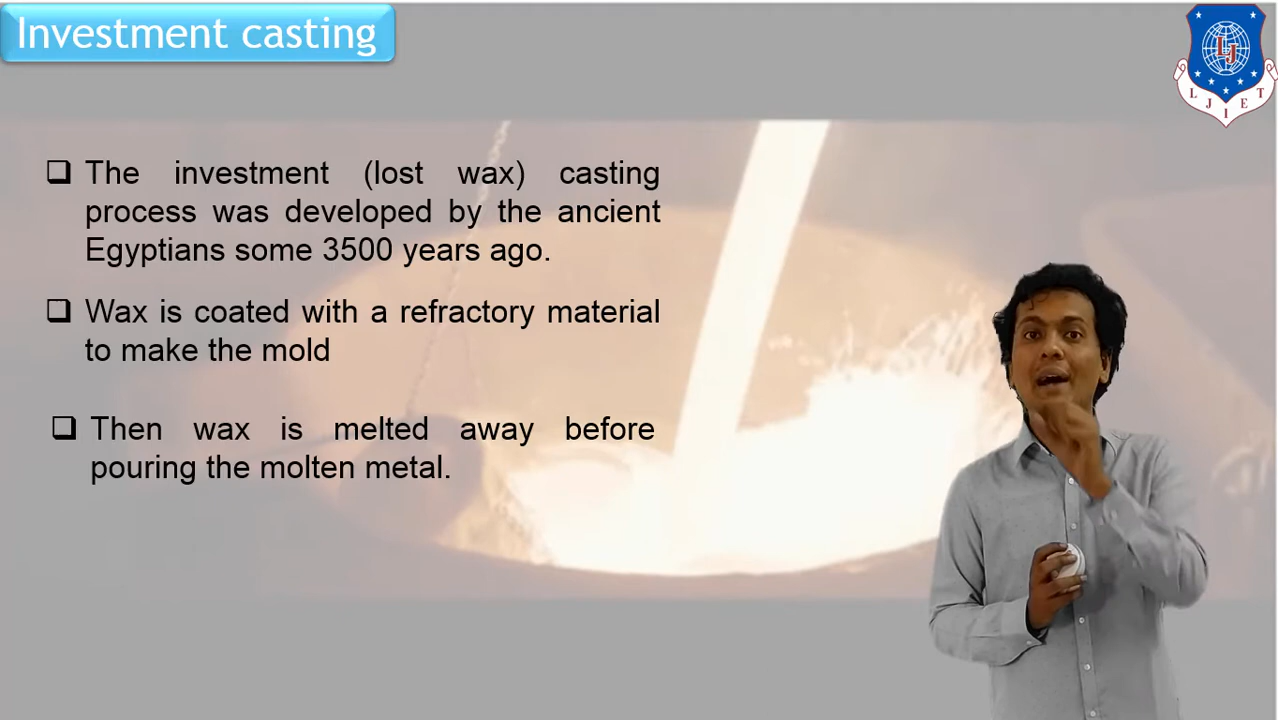 Investment casting
The investment (lost wax) casting
process was developed by the ancient
Egyptians some 3500 years ago.
Wax is coated with a refractory material
to make the mold
Then wax is melted away before
pouring the molten metal.
LJ
L J I E T